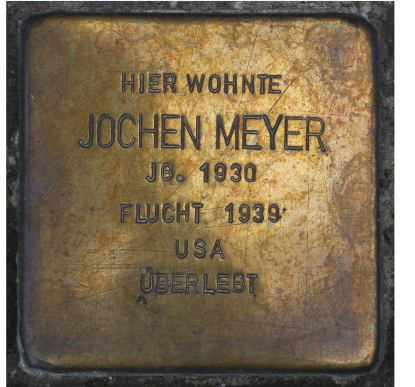 HIER WOHNTE
JOCHEN MEYER
JG. 1930
FLUCHT 1939
USA
ÜBERLEBT